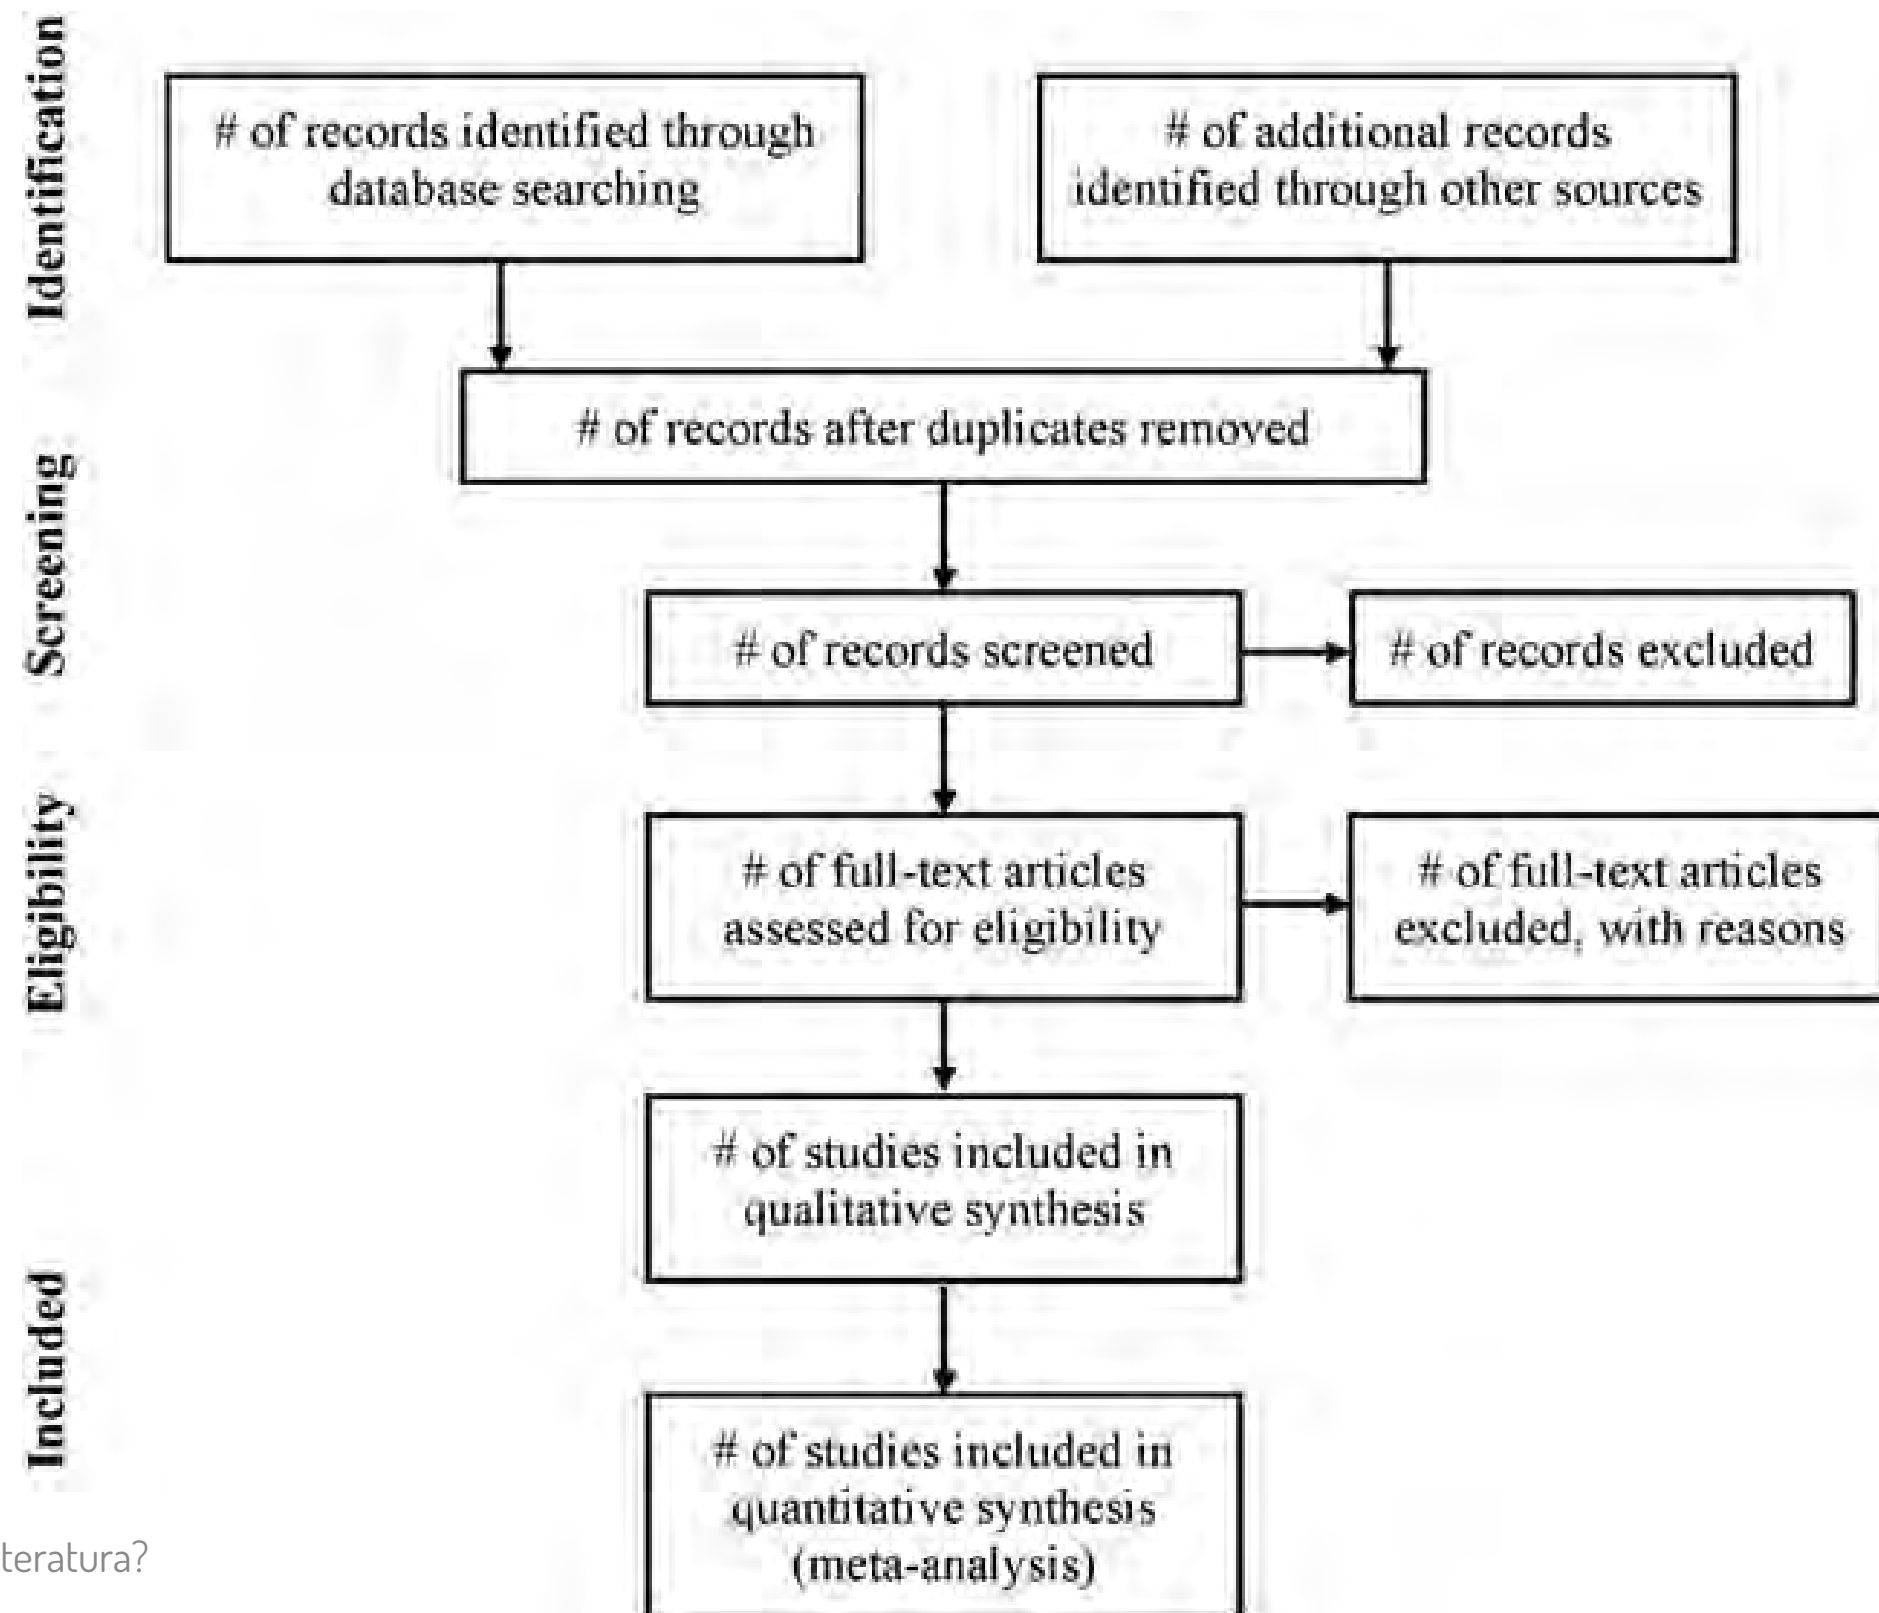 Identification
# of records identified through
database searching
# of additional records
identified through other sources
# of records after duplicates removed
Screening
# of records screened
# of records excluded
Eligibility
# of full-text articles
assessed for eligibility
# of full-text articles
excluded, with reasons
# of studies included in
qualitative synthesis
Included
# of studies included in
quantitative synthesis
(meta-analysis)
teratura?